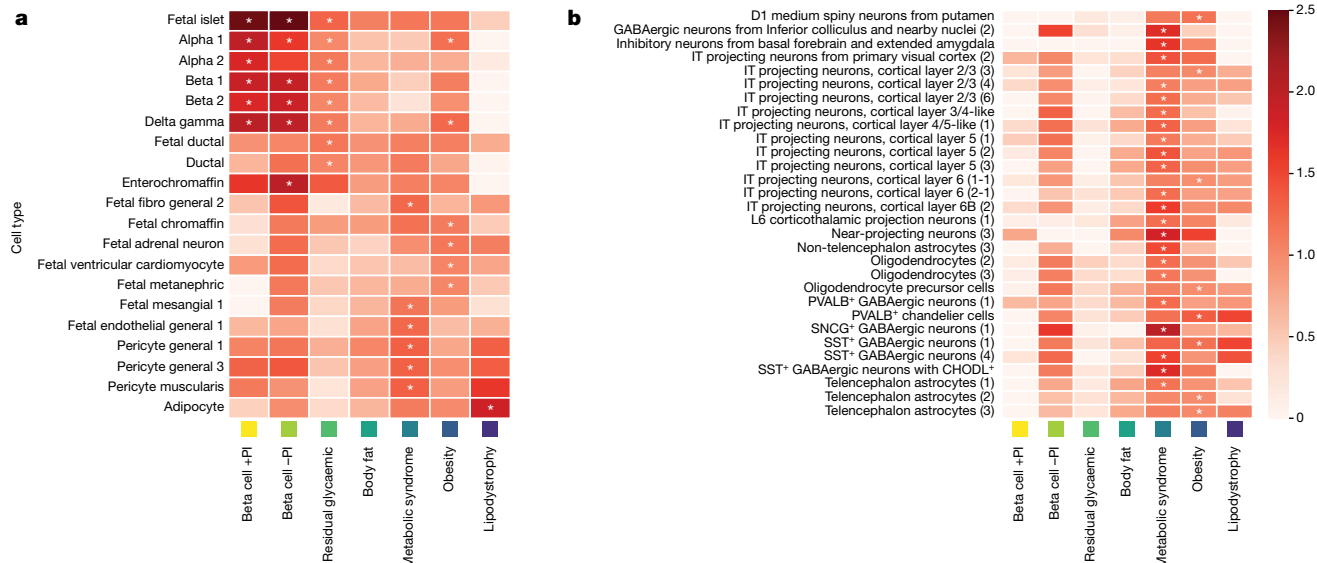 a
Cell type
Fetal islet
Alpha 1
Alpha 2
Beta 1
Beta 2
Delta gamma
Fetal ductal
Ductal
Enterochromaffin
Fetal fibro general 2
Fetal chromaffin
Fetal adrenal neuron
Fetal ventricular cardiomyocyte
Fetal metanephric
Fetal mesangial 1
Fetal endothelial general 1
Pericyte general 1
Pericyte general 3
Pericyte muscularis
Adipocyte
Beta cell +PI
Beta cell –PI
Residual glycaemic
Body fat
Metabolic syndrome
Obesity
Lipodystrophy
b
D1 medium spiny neurons from putamen
GABAergic neurons from Inferior colliculus and nearby nuclei (2)
Inhibitory neurons from basal forebrain and extended amygdala
IT projecting neurons from primary visual cortex (2)
IT projecting neurons, cortical layer 2/3 (3)
IT projecting neurons, cortical layer 2/3 (4)
IT projecting neurons, cortical layer 2/3 (6)
IT projecting neurons, cortical layer 3/4-like
IT projecting neurons, cortical layer 4/5-like (1)
IT projecting neurons, cortical layer 5 (1)
IT projecting neurons, cortical layer 5 (2)
IT projecting neurons, cortical layer 5 (3)
IT projecting neurons, cortical layer 6 (1-1)
IT projecting neurons, cortical layer 6 (2-1)
IT projecting neurons, cortical layer 6B (2)
L6 corticothalamic projection neurons (1)
Near-projecting neurons (3)
Non-telencephalon astrocytes (3)
Oligodendrocytes (2)
Oligodendrocytes (3)
Oligodendrocyte precursor cells
PVALB⁺ GABAergic neurons (1)
PVALB⁺ chandelier cells
SNCG⁺ GABAergic neurons (1)
SST⁺ GABAergic neurons (1)
SST⁺ GABAergic neurons (4)
SST⁺ GABAergic neurons with CHODL⁺
Telencephalon astrocytes (1)
Telencephalon astrocytes (2)
Telencephalon astrocytes (3)
Beta cell +PI
Beta cell –PI
Residual glycaemic
Body fat
Metabolic syndrome
Obesity
Lipodystrophy
2.5
2.0
1.5
1.0
0.5
0